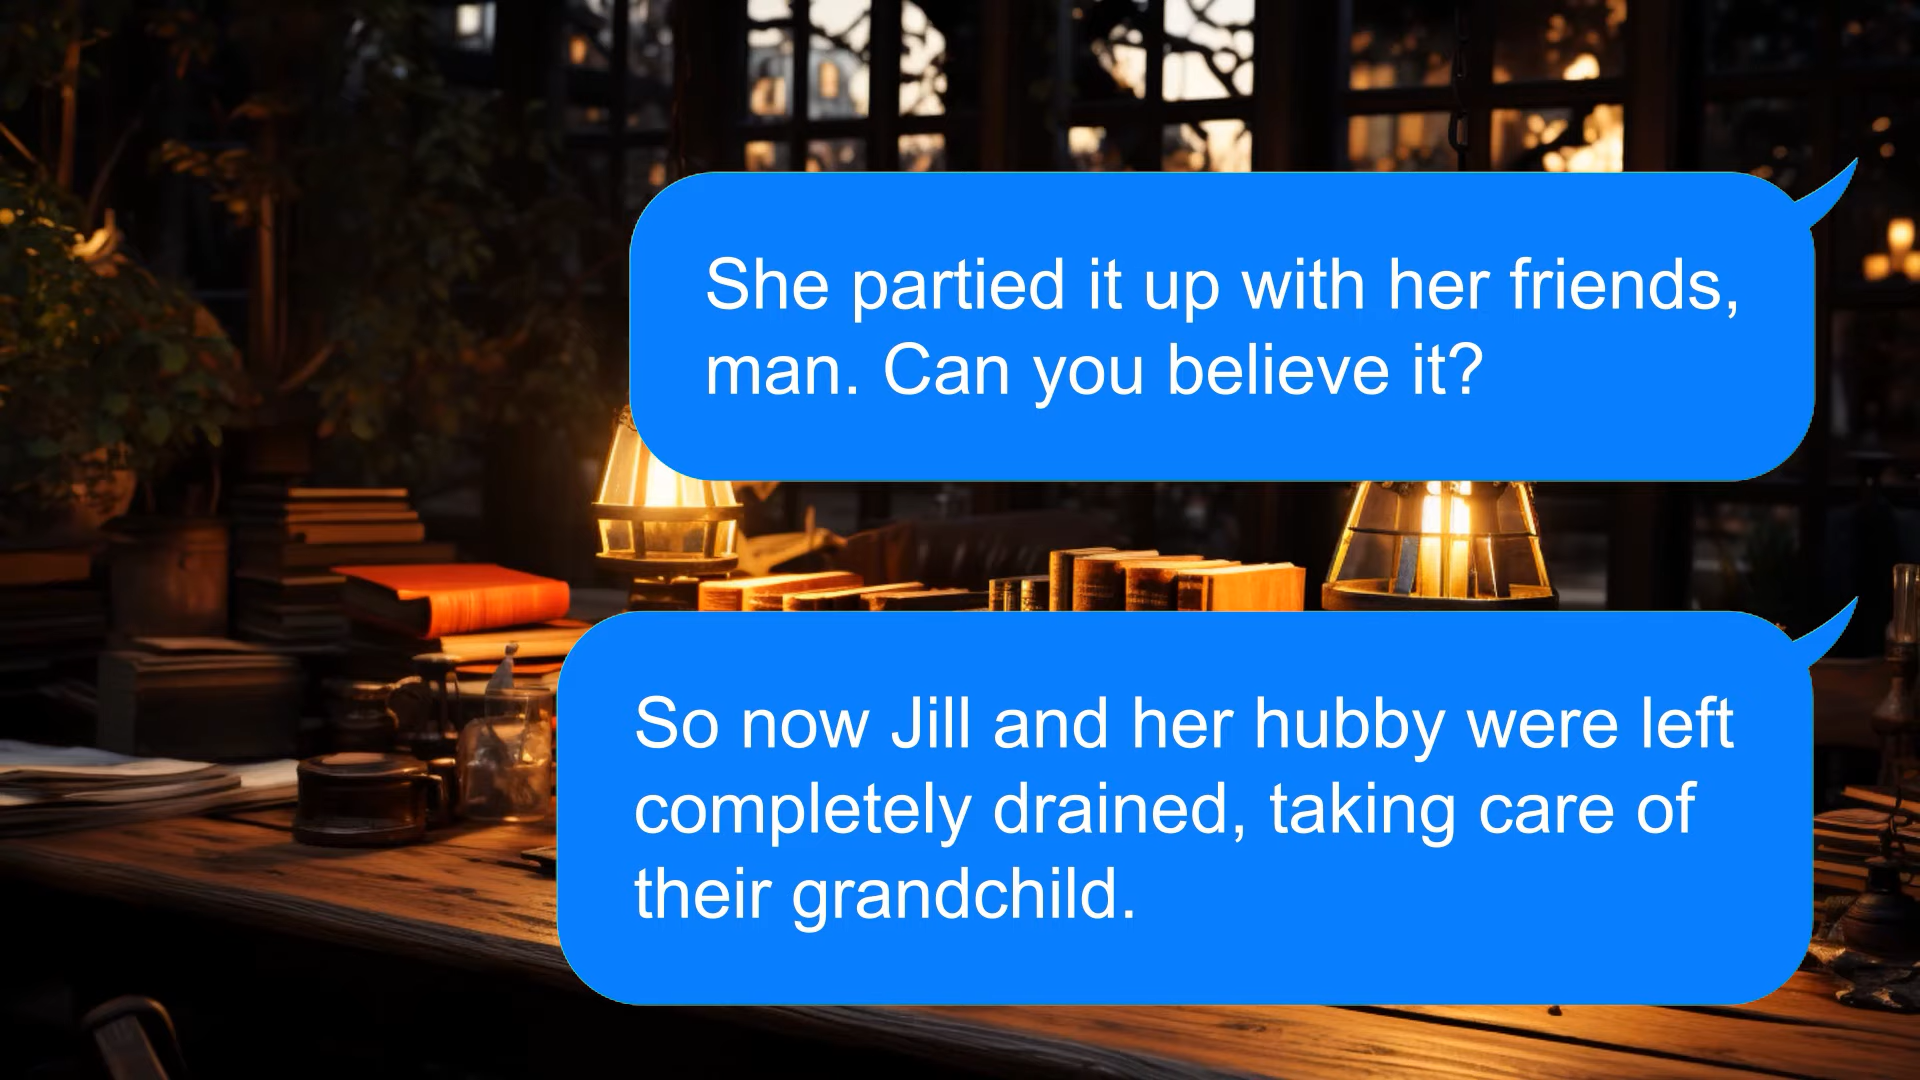 She partied it up with her friends,
man. Can you believe it?
So now Jill and her hubby were left
completely drained, taking care of
their grandchild.